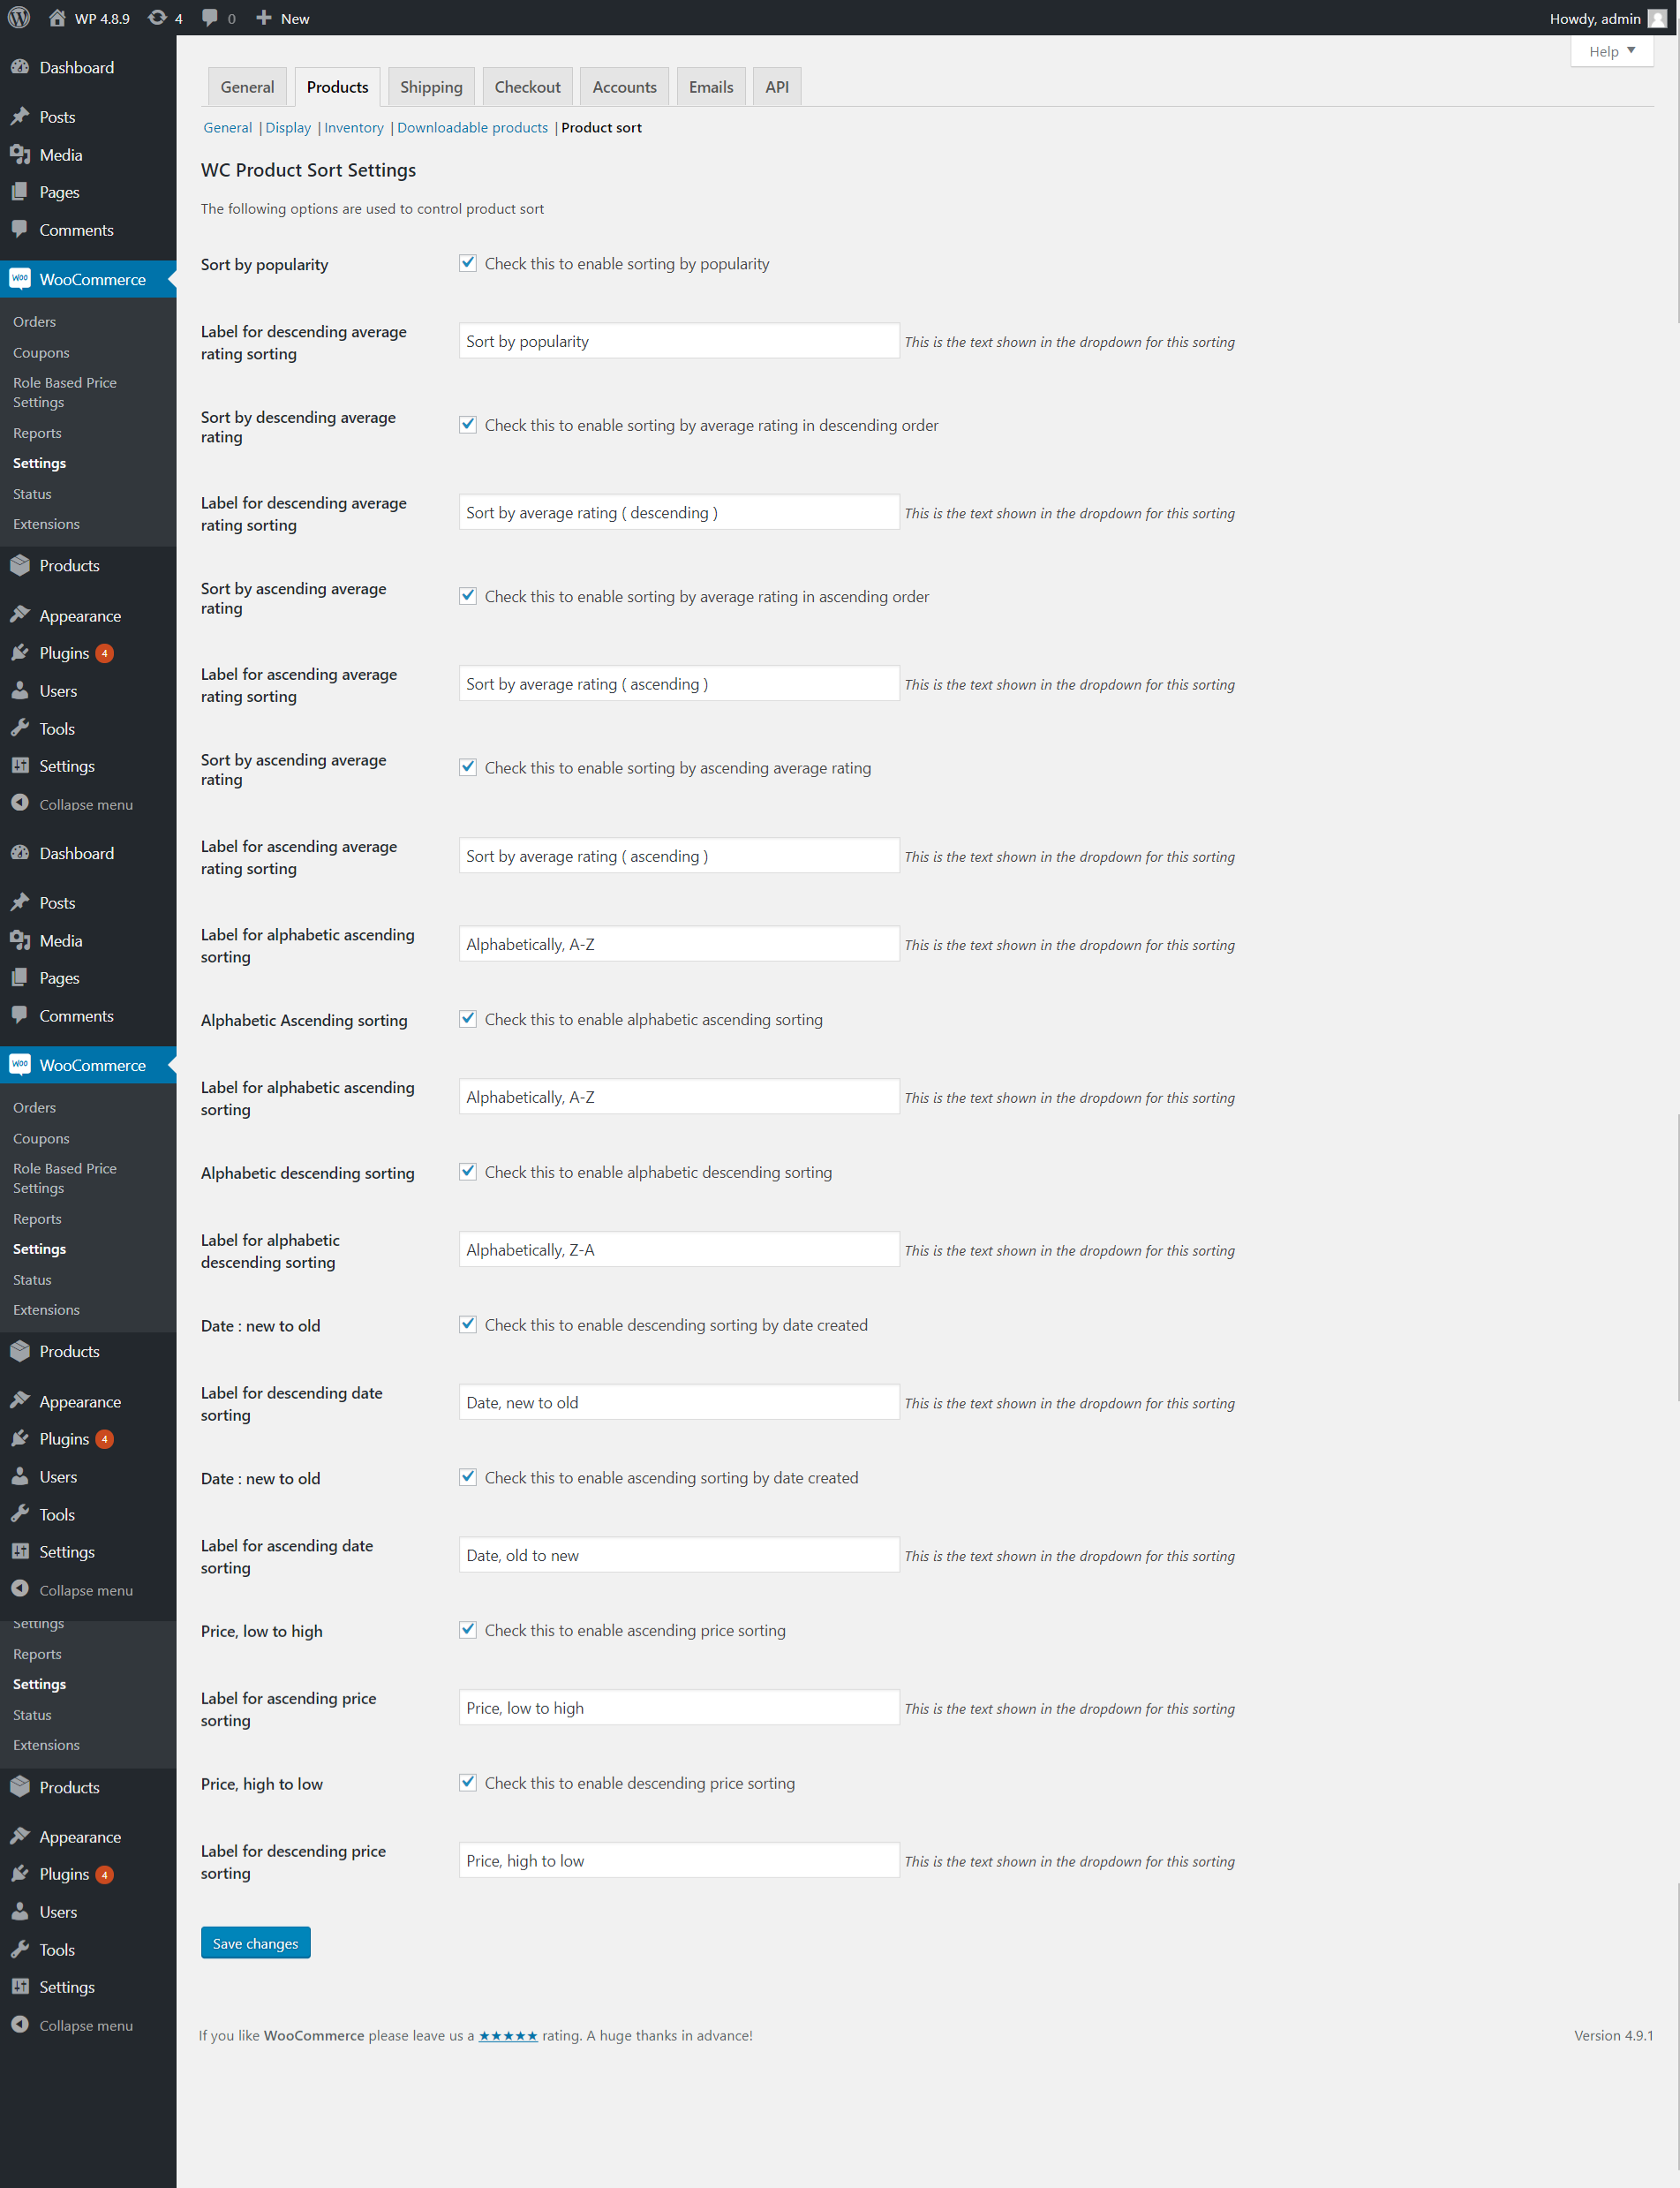 WP 4.8.9 4 0 New Howdy, admin
Help
Dashboard
Posts
Media
Pages
Comments
WooCommerce
Orders
Coupons
Role Based Price
Settings
Reports
Settings
Status
Extensions
Products
Appearance
Plugins 4
Users
Tools
Settings
Collapse menu
Dashboard
Posts
Media
Pages
Comments
WooCommerce
Orders
Coupons
Role Based Price
Settings
Reports
Settings
Status
Extensions
Products
Appearance
Plugins 4
Users
Tools
Settings
Collapse menu
Settings
Reports
Settings
Status
Extensions
Products
Appearance
Plugins 4
Users
Tools
Settings
Collapse menu
General Products Shipping Checkout Accounts Emails API
General | Display | Inventory | Downloadable products | Product sort
WC Product Sort Settings
The following options are used to control product sort
Sort by popularity Check this to enable sorting by popularity
Label for descending average
rating sorting
Sort by popularity This is the text shown in the dropdown for this sorting
Sort by descending average
rating
Check this to enable sorting by average rating in descending order
Label for descending average
rating sorting
Sort by average rating ( descending ) This is the text shown in the dropdown for this sorting
Sort by ascending average
rating
Check this to enable sorting by average rating in ascending order
Label for ascending average
rating sorting
Sort by average rating ( ascending ) This is the text shown in the dropdown for this sorting
Sort by ascending average
rating
Check this to enable sorting by ascending average rating
Label for ascending average
rating sorting
Sort by average rating ( ascending ) This is the text shown in the dropdown for this sorting
Label for alphabetic ascending
sorting
Alphabetically, A-Z This is the text shown in the dropdown for this sorting
Alphabetic Ascending sorting Check this to enable alphabetic ascending sorting
Label for alphabetic ascending
sorting
Alphabetically, A-Z This is the text shown in the dropdown for this sorting
Alphabetic descending sorting Check this to enable alphabetic descending sorting
Label for alphabetic
descending sorting
Alphabetically, Z-A This is the text shown in the dropdown for this sorting
Date : new to old Check this to enable descending sorting by date created
Label for descending date
sorting
Date, new to old This is the text shown in the dropdown for this sorting
Date : new to old Check this to enable ascending sorting by date created
Label for ascending date
sorting
Date, old to new This is the text shown in the dropdown for this sorting
Price, low to high Check this to enable ascending price sorting
Label for ascending price
sorting
Price, low to high This is the text shown in the dropdown for this sorting
Price, high to low Check this to enable descending price sorting
Label for descending price
sorting
Price, high to low This is the text shown in the dropdown for this sorting
Save changes
If you like WooCommerce please leave us a ★★★★★ rating. A huge thanks in advance! Version 4.9.1